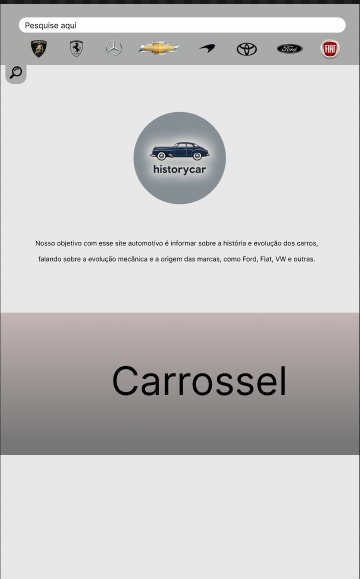 Pesquise aqui
Ford
FIAT
historycar
Nosso objetivo com esse site automotivo é informar sobre a história e evolução dos carros,
falando sobre a evolução mecânica e a origem das marcas, como Ford, Fiat, VW e outras.
Carrossel